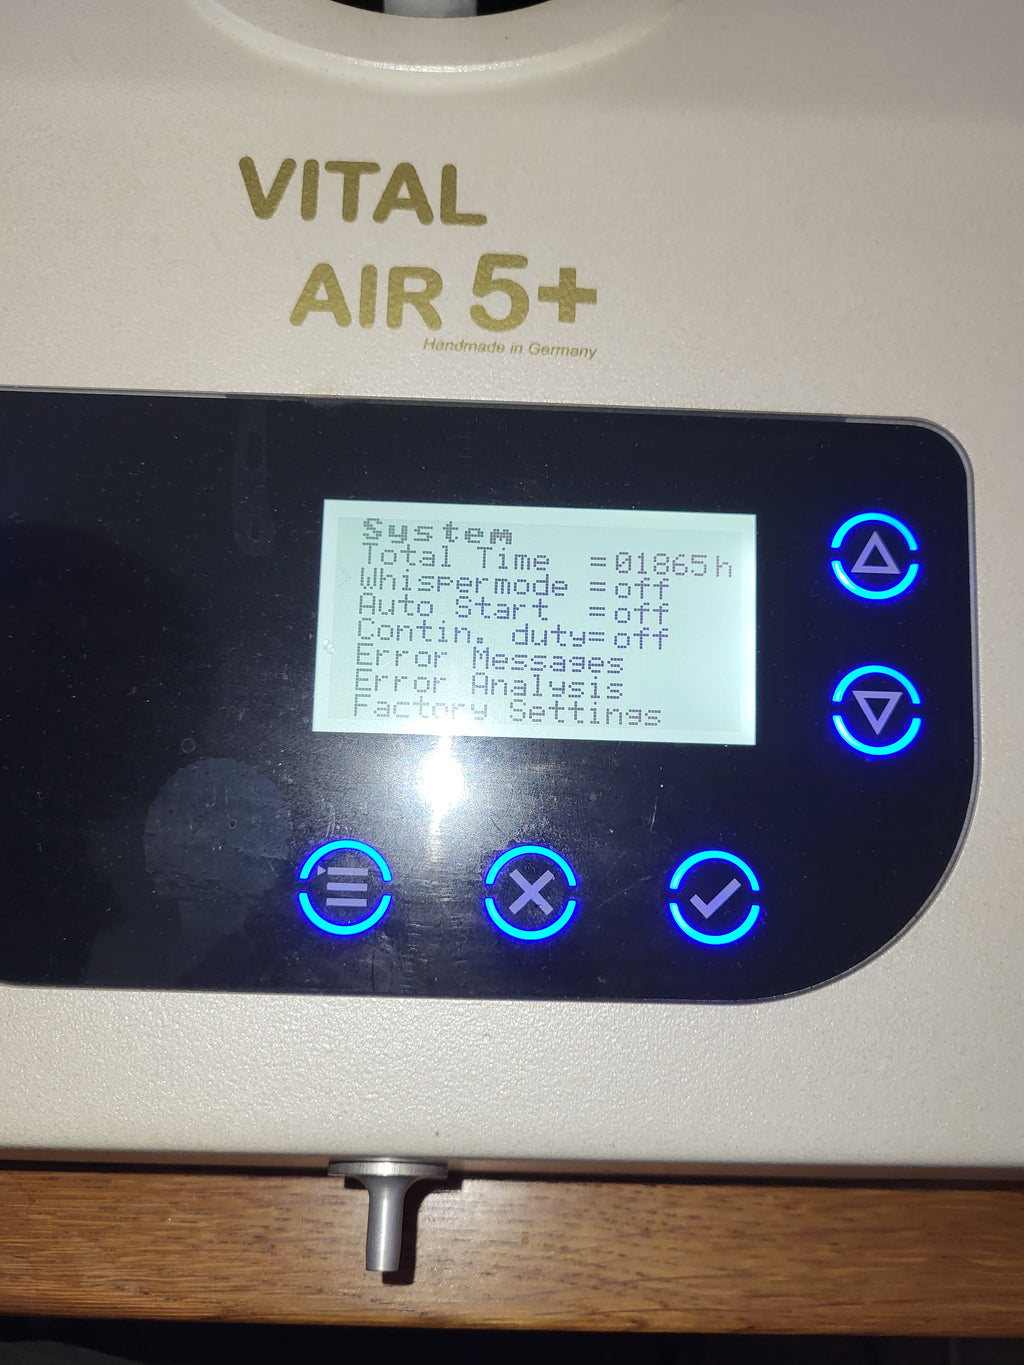 VITAL
AIR 5+
Handmade in Germany
System
Total Time =01865h
Whispermode =off
Auto Start =off
Contin. duty=off
Error Messages
Error Analysis
Factory Settings